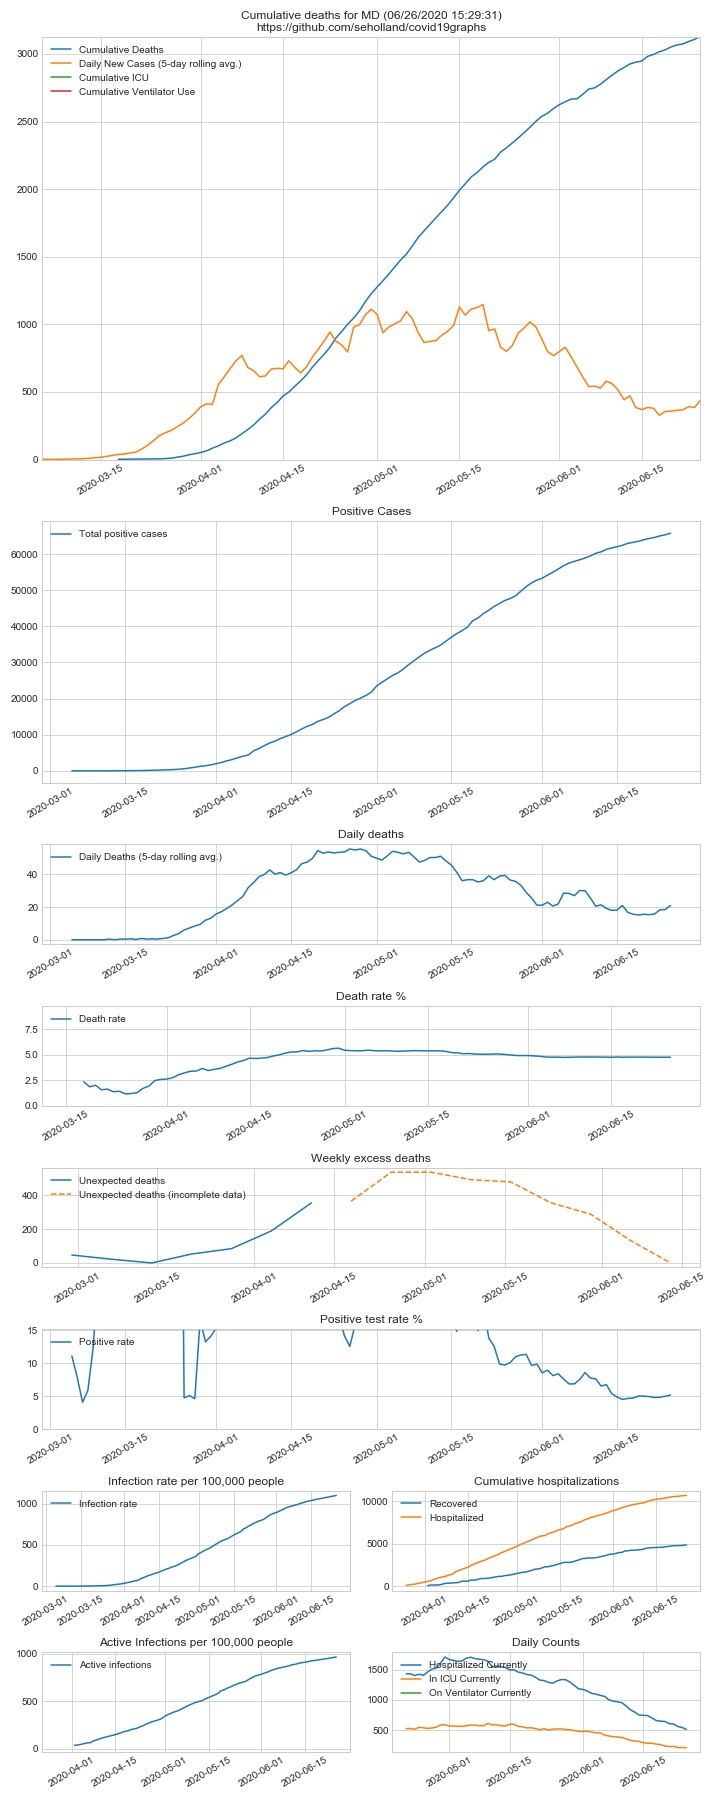 Cumulative deaths for MD (06/26/2020 15:29:31)
https://github.com/seholland/covid19graphs
Cumulative Deaths
Daily New Cases (5-day rolling avg.)
Cumulative ICU
Cumulative Ventilator Use
3000
2500
2000
1500
1000
500
0
2020-03-15 2020-04-01 2020-04-15 2020-05-01 2020-05-15 2020-06-01 2020-06-15
Positive Cases
Total positive cases
60000
50000
40000
30000
20000
10000
0
2020-03-01 2020-03-15 2020-04-01 2020-04-15 2020-05-01 2020-05-15 2020-06-01 2020-06-15
Daily deaths
Daily Deaths (5-day rolling avg.)
40
20
0
2020-03-01 2020-03-15 2020-04-01 2020-04-15 2020-05-01 2020-05-15 2020-06-01 2020-06-15
Death rate %
Death rate
7.5
5.0
2.5
0.0
2020-03-15 2020-04-01 2020-04-15 2020-05-01 2020-05-15 2020-06-01 2020-06-15
Weekly excess deaths
Unexpected deaths
Unexpected deaths (incomplete data)
400
200
0
2020-03-01 2020-03-15 2020-04-01 2020-04-15 2020-05-01 2020-05-15 2020-06-01 2020-06-15
Positive test rate %
15
Positive rate
10
5
0
2020-03-01 2020-03-15 2020-04-01 2020-04-15 2020-05-01 2020-05-15 2020-06-01 2020-06-15
Infection rate per 100,000 people
Infection rate
1000
500
0
2020-03-01 2020-03-15 2020-04-01 2020-04-15 2020-05-01 2020-05-15 2020-06-01 2020-06-15
Cumulative hospitalizations
Recovered
Hospitalized
10000
5000
0
2020-04-01 2020-04-15 2020-05-01 2020-05-15 2020-06-01 2020-06-15
Active Infections per 100,000 people
Active infections
1000
500
0
2020-04-01 2020-04-15 2020-05-01 2020-05-15 2020-06-01 2020-06-15
Daily Counts
Hospitalized Currently
In ICU Currently
On Ventilator Currently
1500
1000
500
2020-05-01 2020-05-15 2020-06-01 2020-06-15